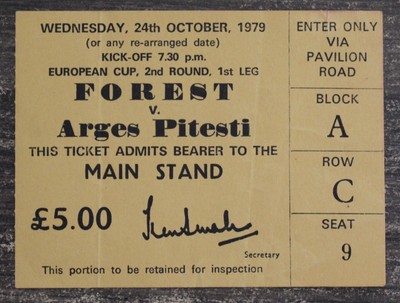 WEDNESDAY, 24th OCTOBER, 1979
(or any re-arranged date)
KICK-OFF 7.30 p.m.
EUROPEAN CUP, 2nd ROUND, 1st LEG
FOREST
v.
Arges Pitesti
THIS TICKET ADMITS BEARER TO THE
MAIN STAND
£5.00
Secretary
This portion to be retained for inspection
ENTER ONLY
VIA
PAVILION
ROAD
BLOCK
A
ROW
C
SEAT
9